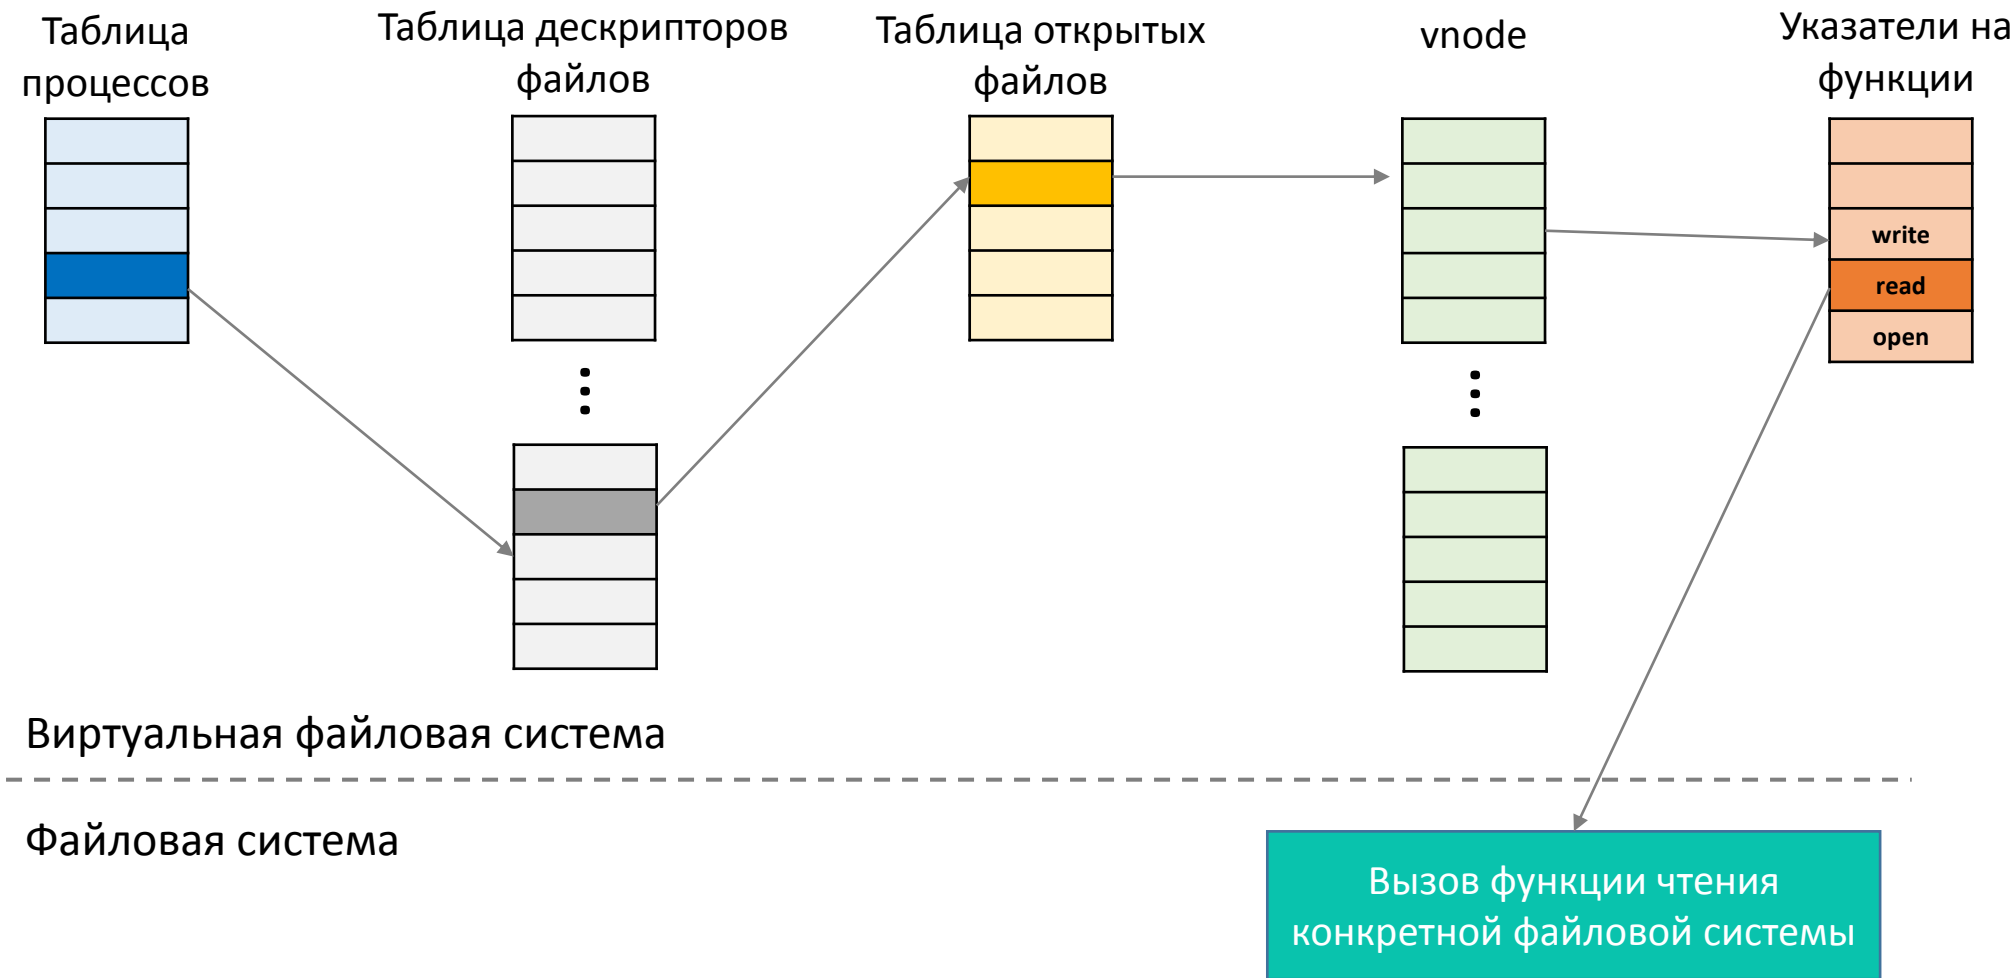 Таблица
процессов
Таблица дескрипторов
файлов
Таблица открытых
файлов
vnode
Указатели на
функции
write
read
open
Виртуальная файловая система
Файловая система
Вызов функции чтения
конкретной файловой системы